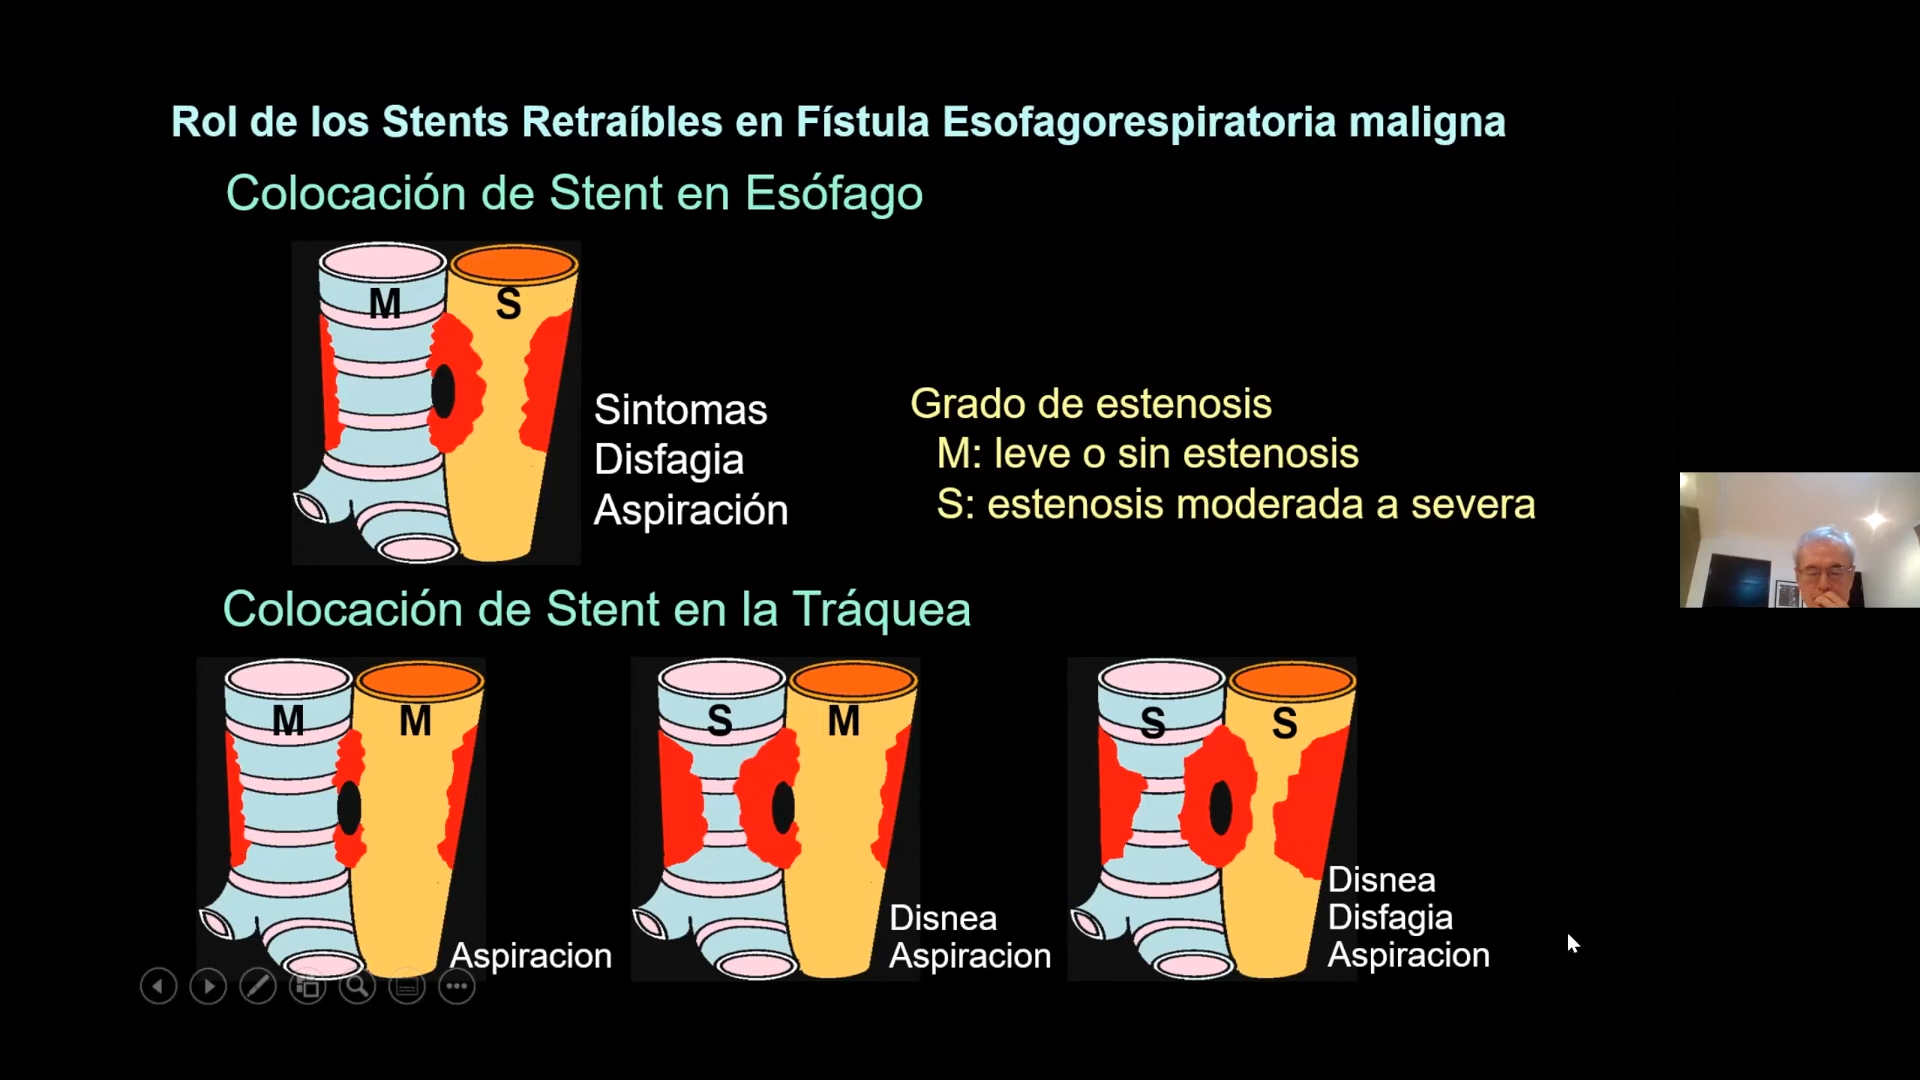 Rol de los Stents Retraíbles en Fístula Esofagorespiratoria maligna
Colocación de Stent en Esófago
M
S
Sintomas
Disfagia
Aspiración
Grado de estenosis
M: leve o sin estenosis
S: estenosis moderada a severa
Colocación de Stent en la Tráquea
M
M
Aspiracion
S
M
Disnea
Aspiracion
S
S
Disnea
Disfagia
Aspiracion